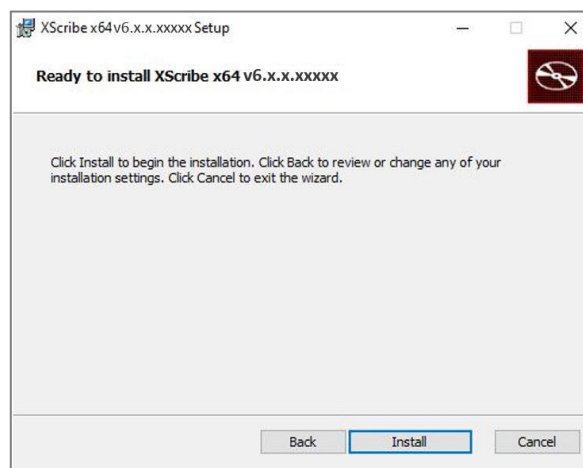 XScribe x64 v6.x.x.xxxxx Setup
Ready to install XScribe x64 v6.x.x.xxxxx
Click Install to begin the installation. Click Back to review or change any of your
installation settings. Click Cancel to exit the wizard.
Back Install Cancel